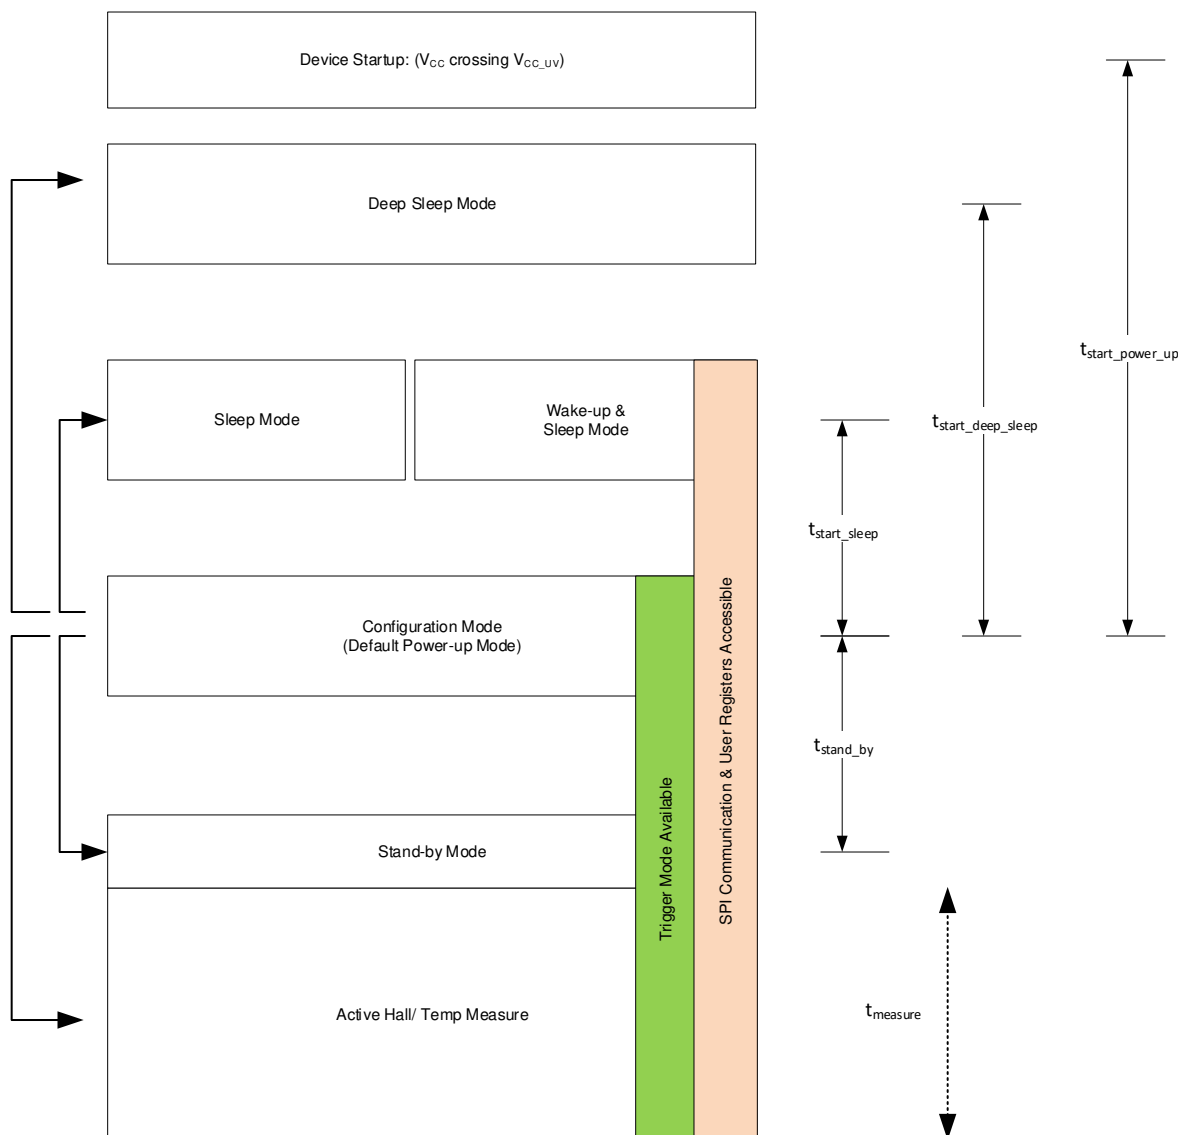 Device Startup: (VCC crossing VCC_UV)
Deep Sleep Mode
tstart_power_up
tstart_deep_sleep
Sleep Mode
Wake-up &
Sleep Mode
tstart_sleep
Configuration Mode
(Default Power-up Mode)
SPI Communication & User Registers Accessible
tstand_by
Trigger Mode Available
Stand-by Mode
Active Hall/ Temp Measure
tmeasure